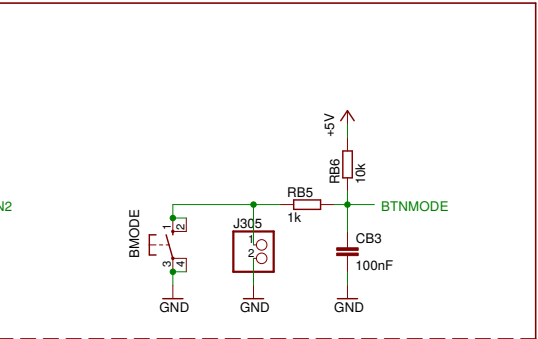 +5V
RB6
10k
N2
RB5
1k
BTNMODE
BMODE
1
2
3
4
J305
1
2
CB3
100nF
GND
GND
GND